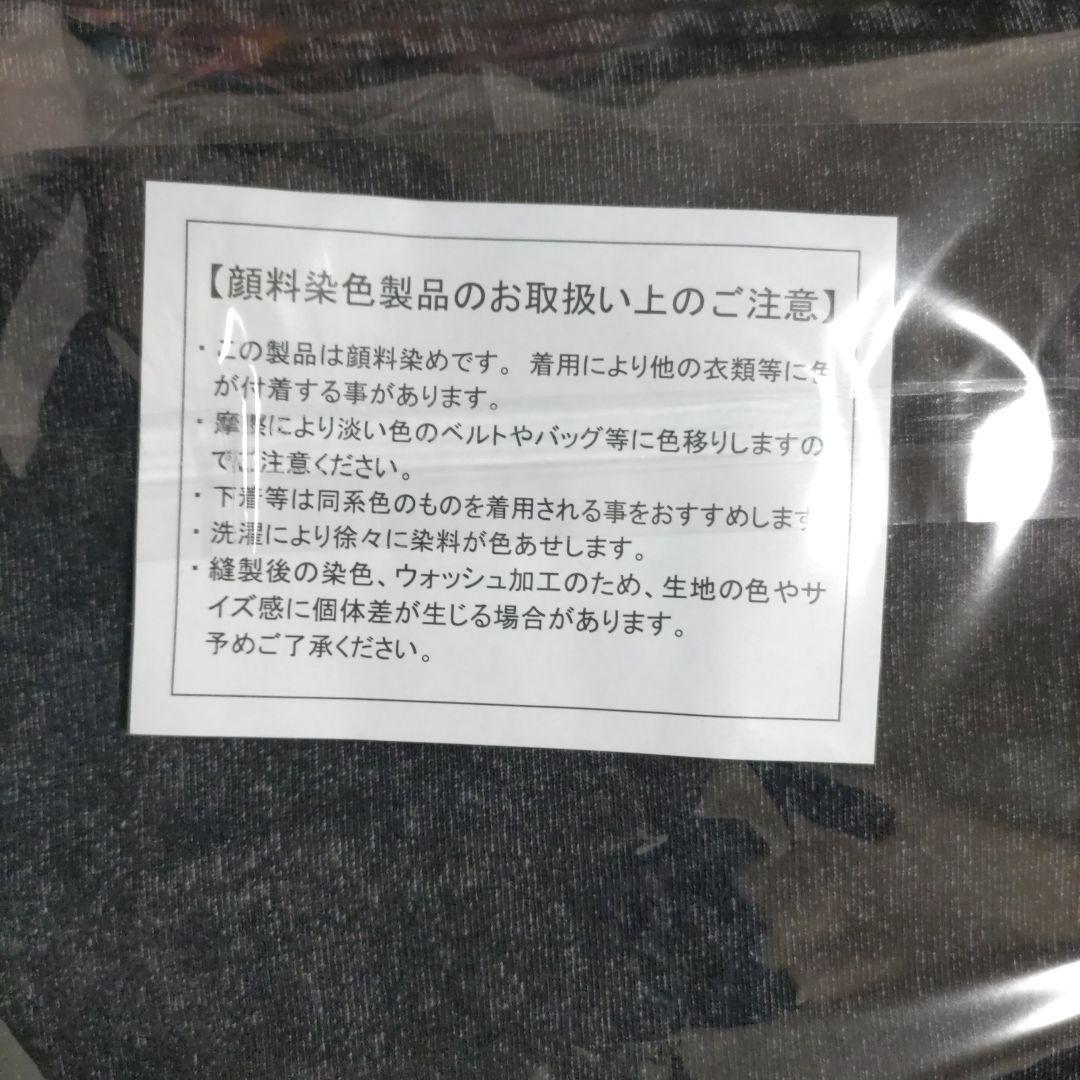 【顔料染色製品のお取扱い上のご注意】
・この製品は顔料染めです。着用により他の衣類等に色
が付着する事があります。
・摩擦により淡い色のベルトやバッグ等に色移りしますの
でご注意ください。
・下着等は同系色のものを着用される事をおすすめします
・洗濯により徐々に染料が色あせします。
・縫製後の染色、ウォッシュ加工のため、生地の色やサ
イズ感に個体差が生じる場合があります。
予めご了承ください。